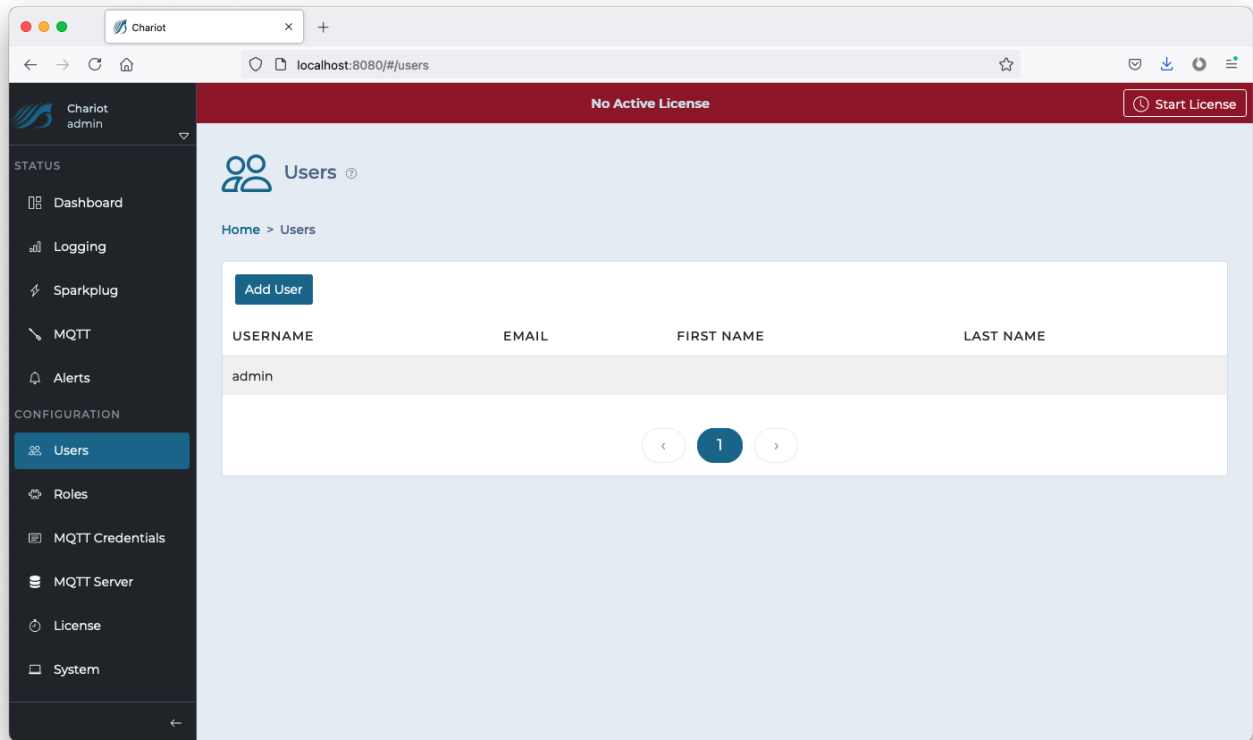 Chariot
localhost:8080/#/users
Chariot
admin
No Active License
Start License
STATUS
Dashboard
Logging
Sparkplug
MQTT
Alerts
CONFIGURATION
Users
Roles
MQTT Credentials
MQTT Server
License
System
Users
Home > Users
Add User
USERNAME EMAIL FIRST NAME LAST NAME
admin
‹ 1 ›